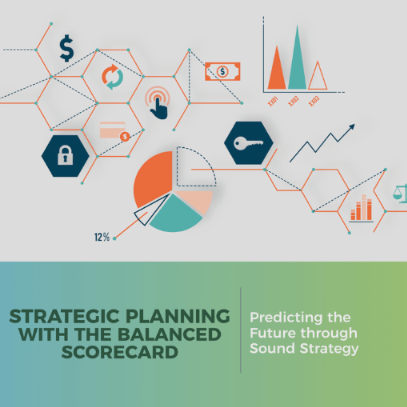 $
$
12%
STRATEGIC PLANNING
WITH THE BALANCED
SCORECARD
Predicting the
Future through
Sound Strategy